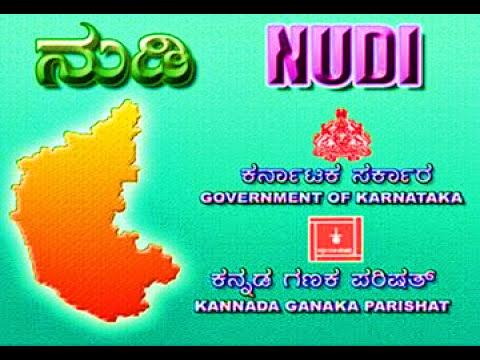 ನುಡಿ NUDI
ಕರ್ನಾಟಕ ಸರ್ಕಾರ
GOVERNMENT OF KARNATAKA
ಕನ್ನಡ ಗಣಕ ಪರಿಷತ್
KANNADA GANAKA PARISHAT